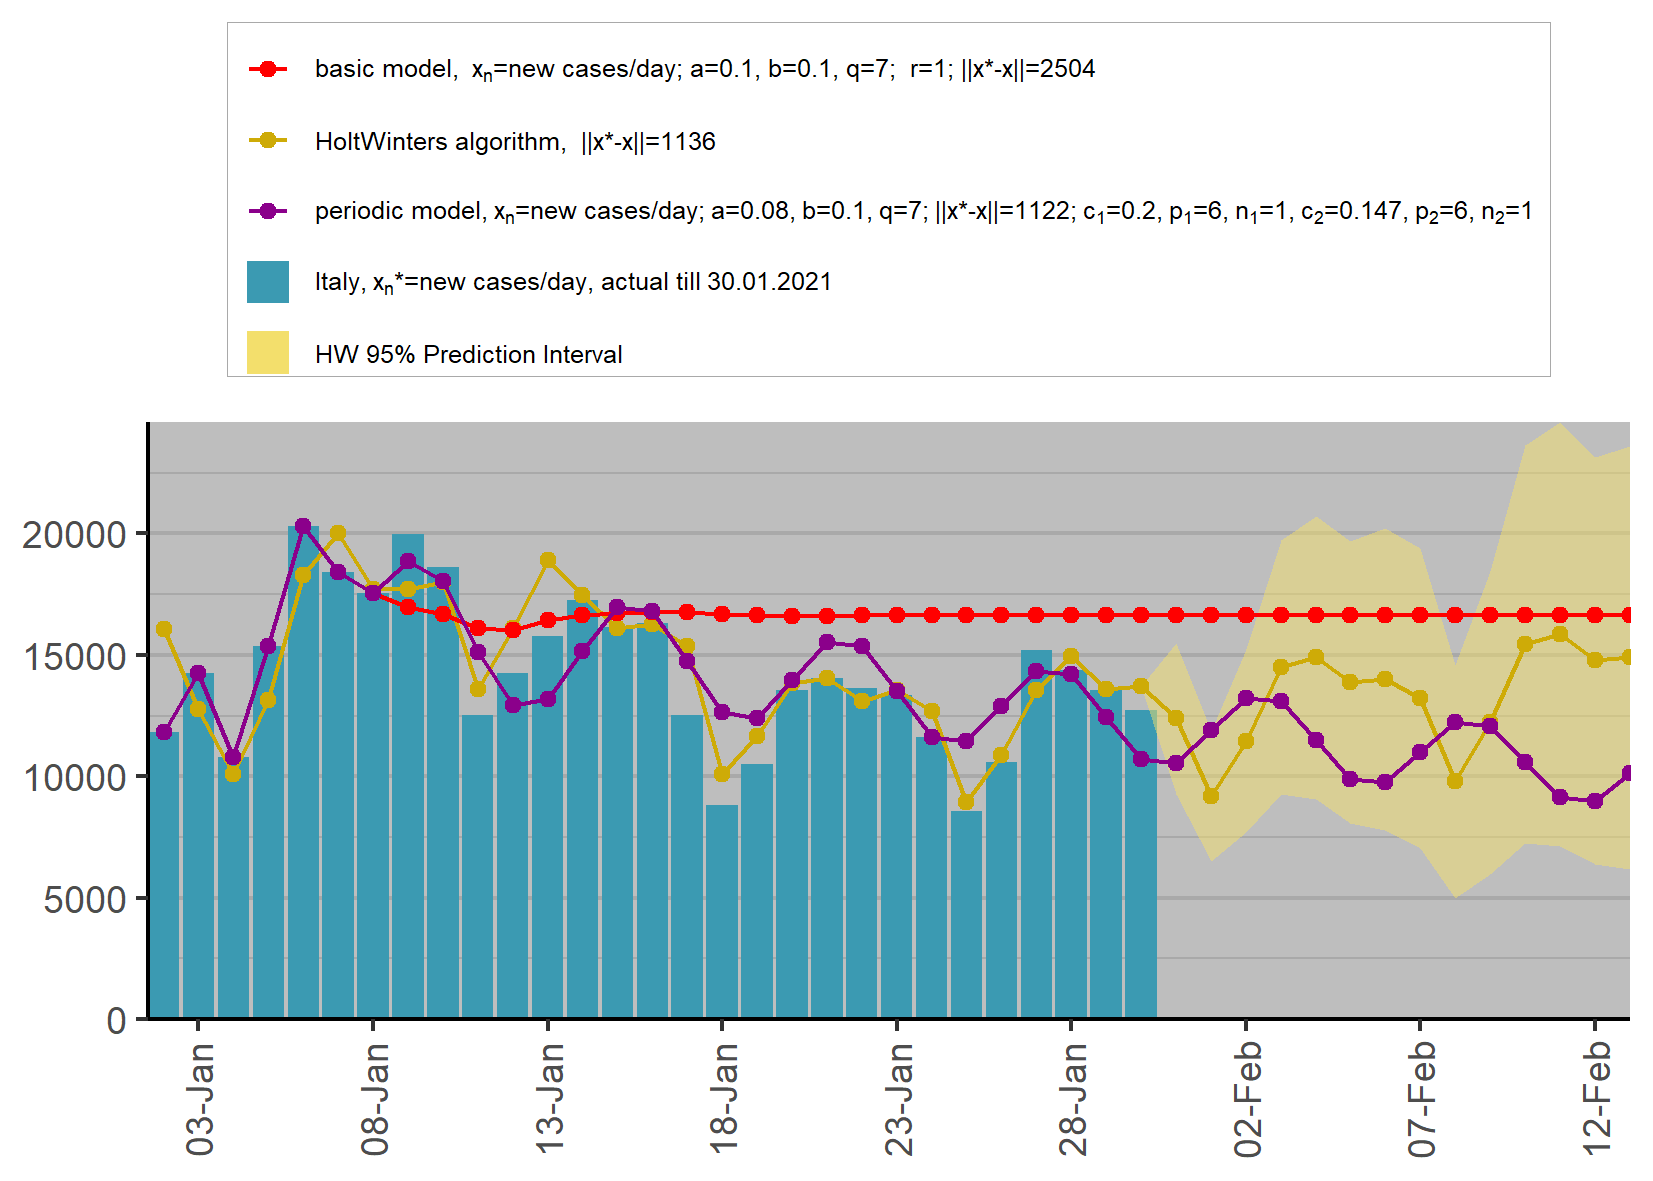 basic model, xₙ=new cases/day; a=0.1, b=0.1, q=7; r=1; ||x*-x||=2504
HoltWinters algorithm, ||x*-x||=1136
periodic model, xₙ=new cases/day; a=0.08, b=0.1, q=7; ||x*-x||=1122; c₁=0.2, p₁=6, n₁=1, c₂=0.147, p₂=6, n₂=1
Italy, xₙ*=new cases/day, actual till 30.01.2021
HW 95% Prediction Interval
20000
15000
10000
5000
0
03-Jan
08-Jan
13-Jan
18-Jan
23-Jan
28-Jan
02-Feb
07-Feb
12-Feb